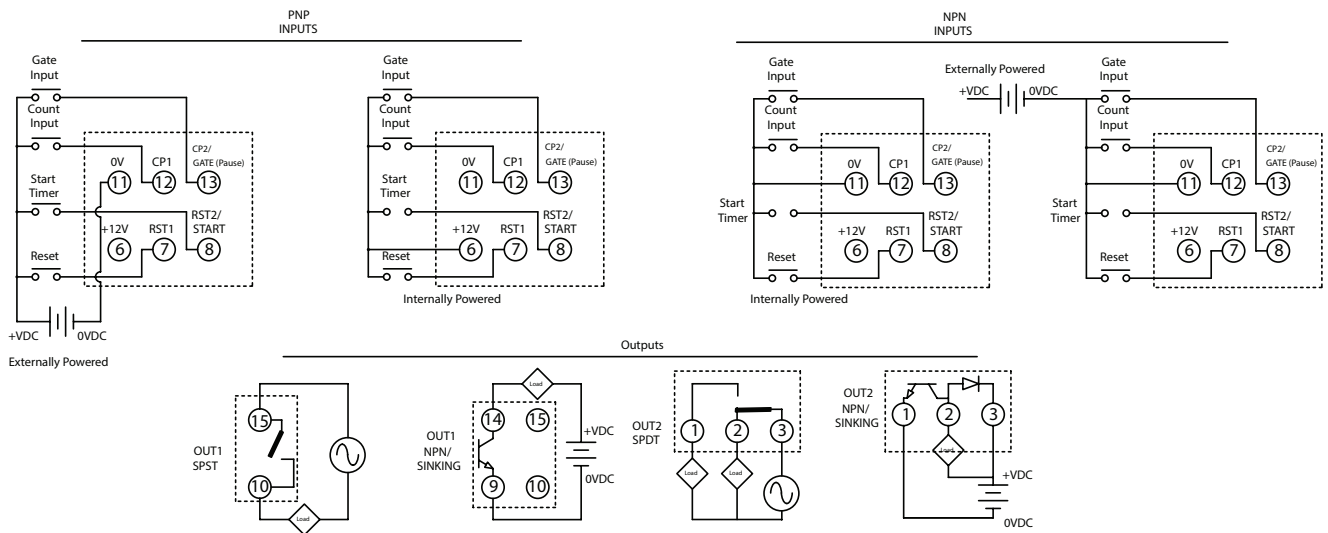 PNP
INPUTS
Gate
Input
Count
Input
0V
CP1
CP2/
GATE (Pause)
11
12
13
Start
Timer
+12V
RST1
RST2/
START
6
7
8
Reset
+VDC
0VDC
Externally Powered
Gate
Input
Count
Input
0V
CP1
CP2/
GATE (Pause)
11
12
13
Start
Timer
+12V
RST1
RST2/
START
6
7
8
Reset
Internally Powered
NPN
INPUTS
Gate
Input
Count
Input
0V
CP1
CP2/
GATE (Pause)
11
12
13
Start
Timer
+12V
RST1
RST2/
START
6
7
8
Reset
Internally Powered
Externally Powered
+VDC
0VDC
Gate
Input
Count
Input
0V
CP1
CP2/
GATE (Pause)
11
12
13
Start
Timer
+12V
RST1
RST2/
START
6
7
8
Reset
Outputs
OUT1
SPST
15
10
Load
OUT1
NPN/
SINKING
Load
14
15
9
10
+VDC
0VDC
OUT2
SPDT
1
2
3
Load
Load
OUT2
NPN/
SINKING
1
2
3
Load
+VDC
0VDC